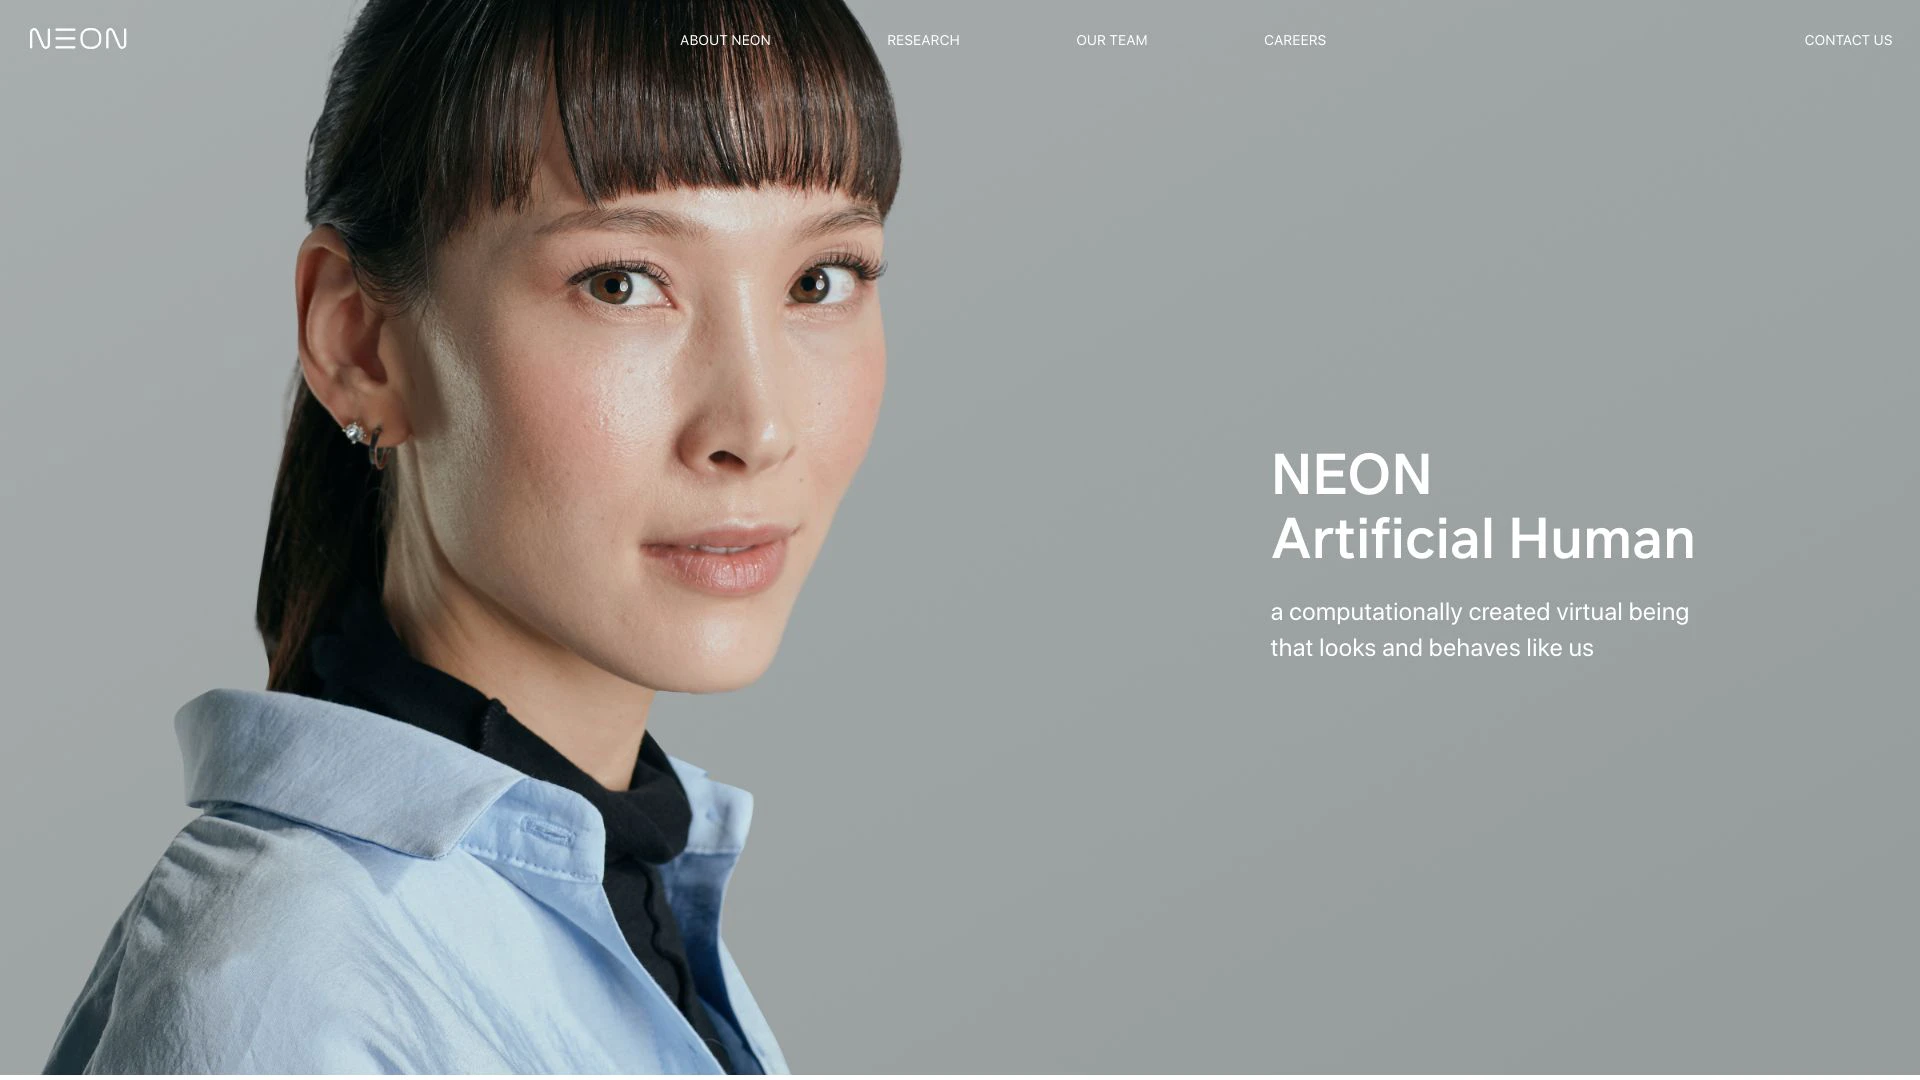 NEON
ABOUT NEON
RESEARCH
OUR TEAM
CAREERS
CONTACT US
NEON
Artificial Human
a computationally created virtual being
that looks and behaves like us